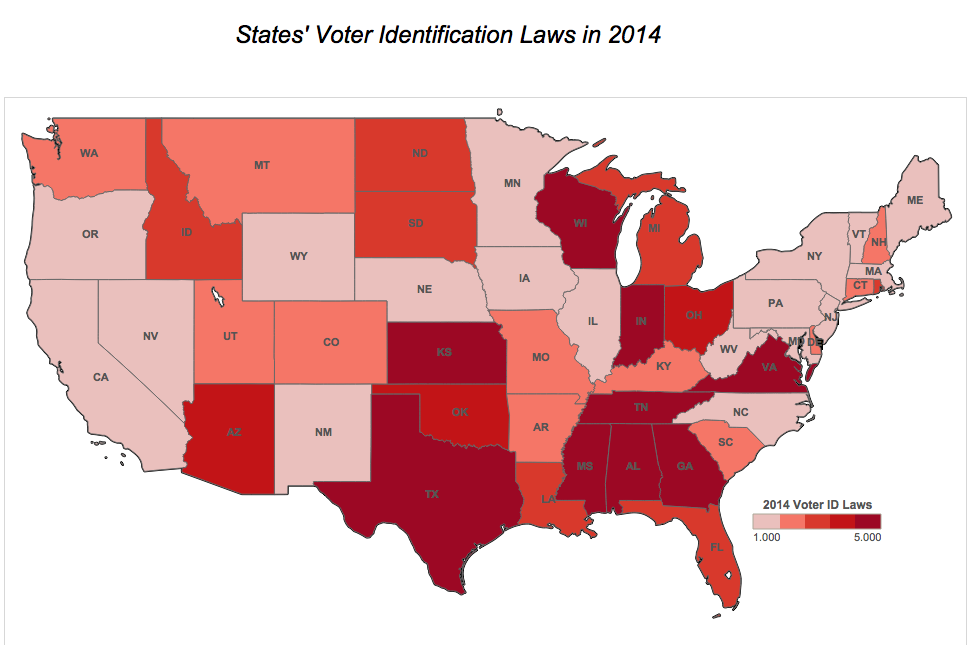 States' Voter Identification Laws in 2014
WA
MT
ND
MN
ME
OR
ID
SD
WI
MI
VT
NH
WY
NY
MA
IA
CT
NE
PA
NV
UT
CO
IL
IN
OH
NJ
KS
MO
WV
MD
DE
CA
KY
VA
AZ
NM
OK
AR
TN
NC
SC
TX
LA
MS
AL
GA
FL
2014 Voter ID Laws
1.000 5.000